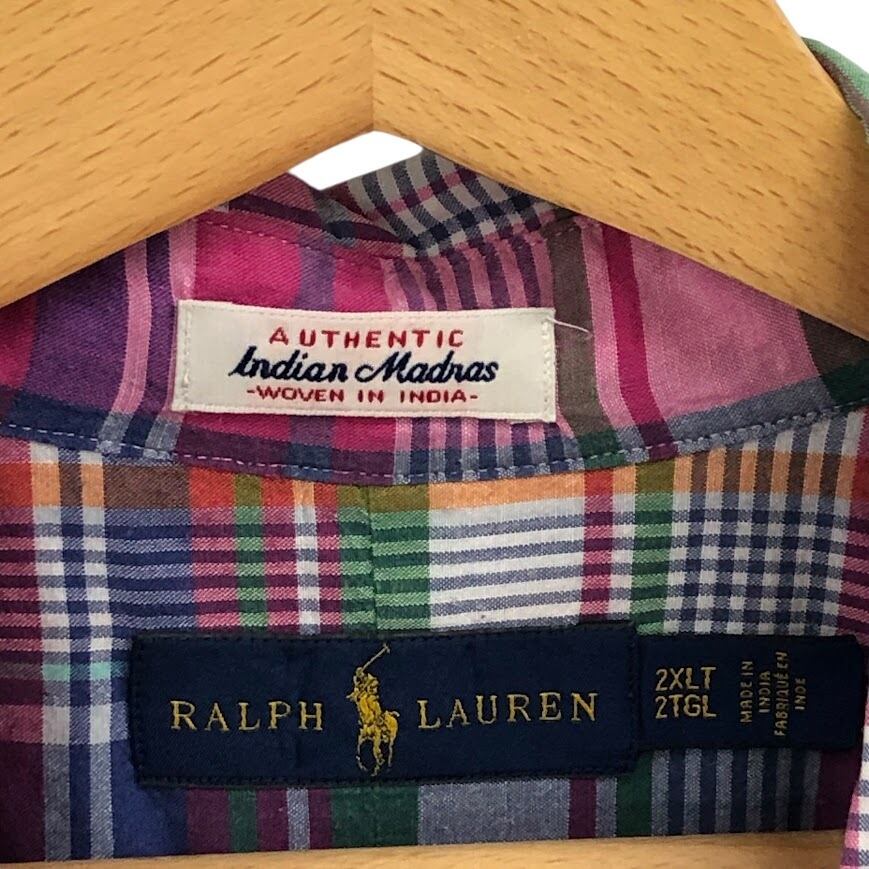 AUTHENTIC
Indian Madras
-WOVEN IN INDIA-
RALPH LAUREN
2XLT
2TGL
MADE IN
INDIA
FABRIQUÉ EN
INDE